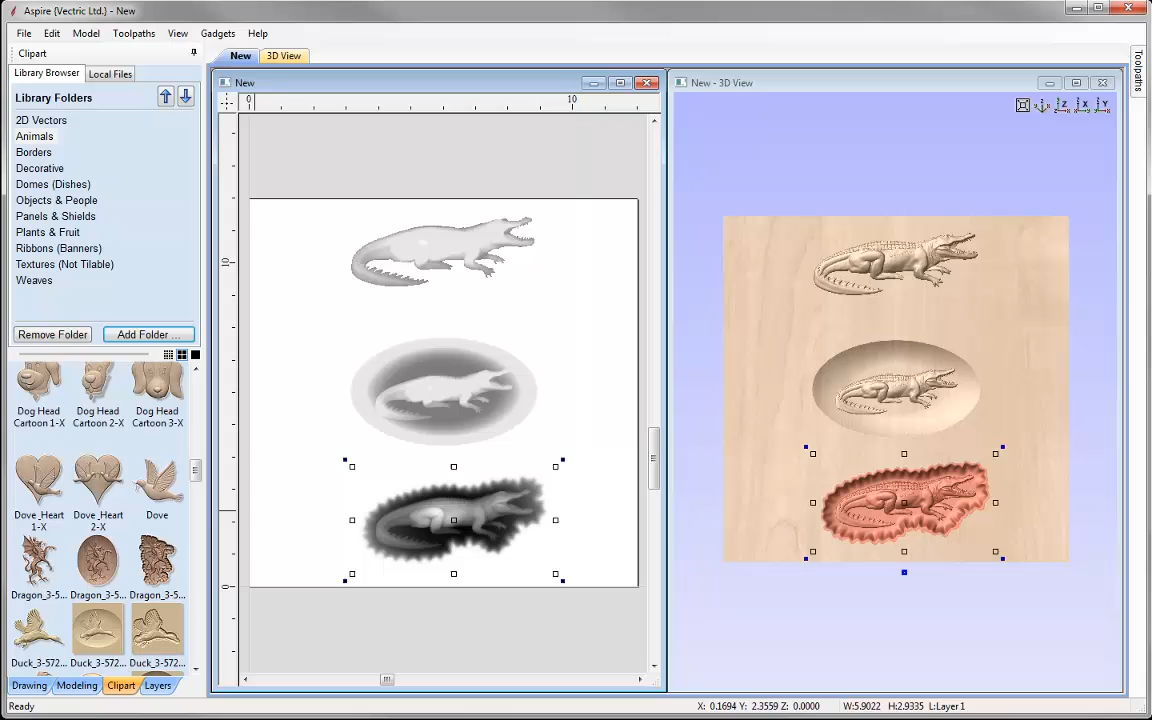 Aspire {Vectric Ltd.} - New
File Edit Model Toolpaths View Gadgets Help
Clipart
Library Browser Local Files
Library Folders
2D Vectors
Animals
Borders
Decorative
Domes (Dishes)
Objects & People
Panels & Shields
Plants & Fruit
Ribbons (Banners)
Textures (Not Tilable)
Weaves
Remove Folder Add Folder ...
Dog Head Cartoon 1-X
Dog Head Cartoon 2-X
Dog Head Cartoon 3-X
Dove_Heart 1-X
Dove_Heart 2-X
Dove
Dragon_3-5... Dragon_3-5... Dragon_3-5...
Duck_3-572... Duck_3-572... Duck_3-572...
Drawing Modeling Clipart Layers
Ready
New 3D View
New
0 10
10
0
New - 3D View
Z X Y
Toolpaths
X: 0.1694 Y: 2.3559 Z: 0.0000 W:5.9022 H:2.9335 L:Layer 1